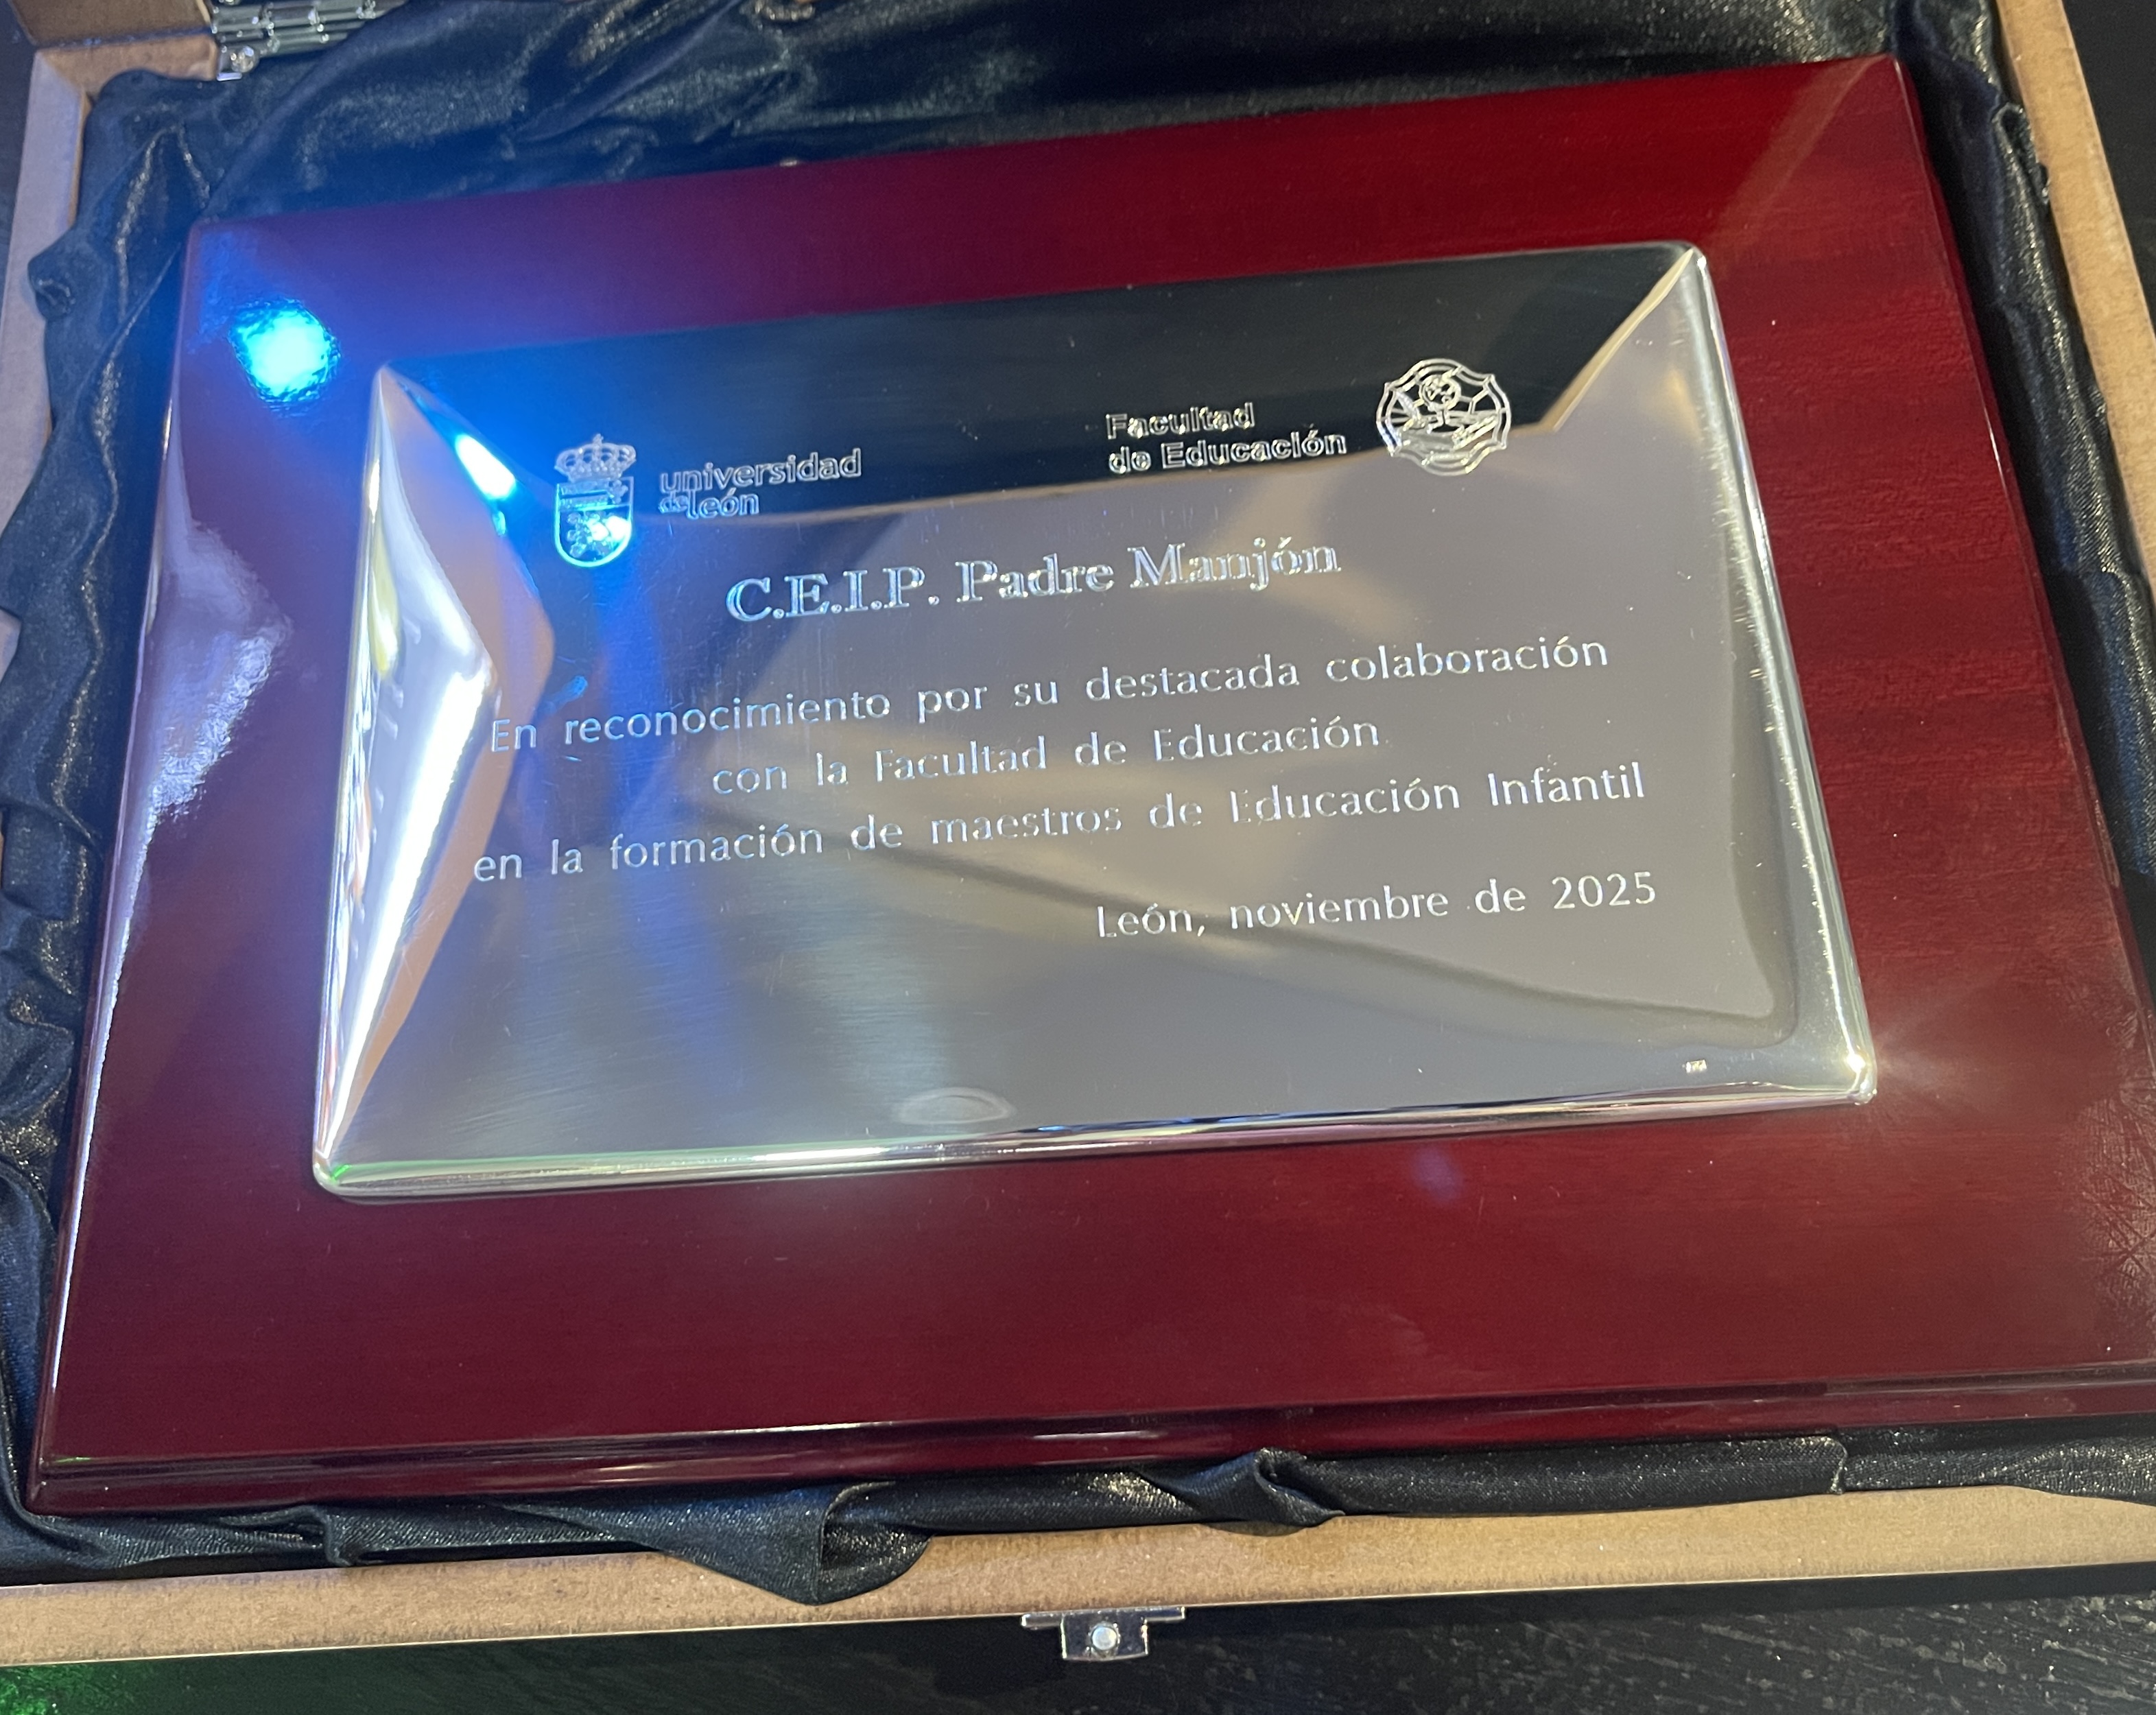 universidad
de león
Facultad
de Educación
C.E.I.P. Padre Manjón
En reconocimiento por su destacada colaboración
con la Facultad de Educación
en la formación de maestros de Educación Infantil
León, noviembre de 2025